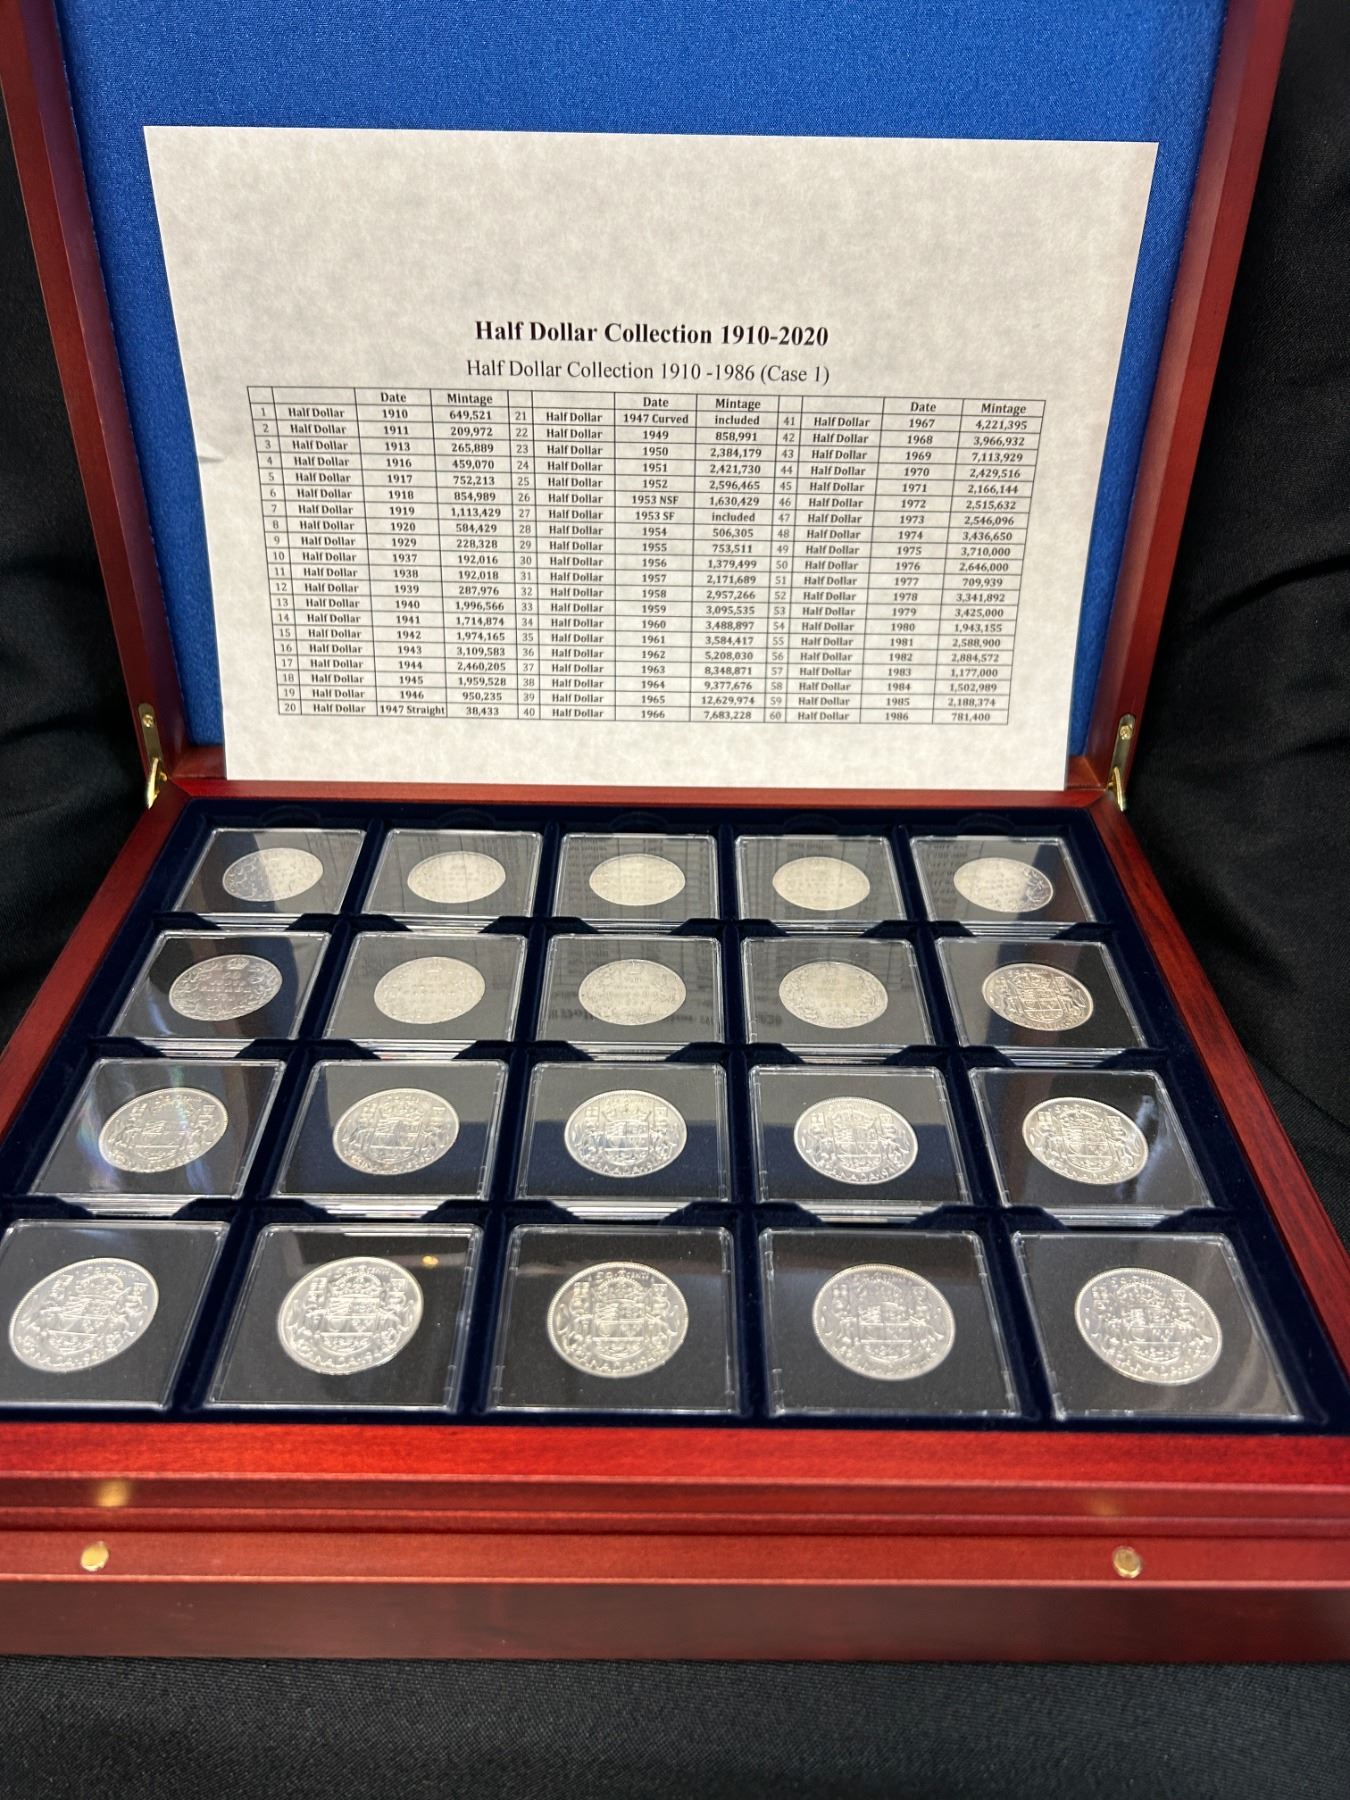 Half Dollar Collection 1910-2020
Half Dollar Collection 1910 -1986 (Case 1)
Date Mintage Date Mintage Date Mintage
1 Half Dollar 1910 649,521 21 Half Dollar 1947 Curved included 41 Half Dollar 1967 4,221,395
2 Half Dollar 1911 209,972 22 Half Dollar 1949 858,991 42 Half Dollar 1968 3,966,932
3 Half Dollar 1913 265,889 23 Half Dollar 1950 2,384,179 43 Half Dollar 1969 7,113,929
4 Half Dollar 1916 459,070 24 Half Dollar 1951 2,421,730 44 Half Dollar 1970 2,429,516
5 Half Dollar 1917 752,213 25 Half Dollar 1952 2,596,465 45 Half Dollar 1971 2,166,144
6 Half Dollar 1918 854,989 26 Half Dollar 1953 NSF 1,630,429 46 Half Dollar 1972 2,515,632
7 Half Dollar 1919 1,113,429 27 Half Dollar 1953 SF included 47 Half Dollar 1973 2,546,096
8 Half Dollar 1920 584,429 28 Half Dollar 1954 506,305 48 Half Dollar 1974 3,436,650
9 Half Dollar 1929 228,328 29 Half Dollar 1955 753,511 49 Half Dollar 1975 3,710,000
10 Half Dollar 1937 192,016 30 Half Dollar 1956 1,379,499 50 Half Dollar 1976 2,646,000
11 Half Dollar 1938 192,018 31 Half Dollar 1957 2,171,689 51 Half Dollar 1977 709,939
12 Half Dollar 1939 287,976 32 Half Dollar 1958 2,957,266 52 Half Dollar 1978 3,341,892
13 Half Dollar 1940 1,996,566 33 Half Dollar 1959 3,095,535 53 Half Dollar 1979 3,425,000
14 Half Dollar 1941 1,714,874 34 Half Dollar 1960 3,488,897 54 Half Dollar 1980 1,943,155
15 Half Dollar 1942 1,974,165 35 Half Dollar 1961 3,584,417 55 Half Dollar 1981 2,588,900
16 Half Dollar 1943 3,109,583 36 Half Dollar 1962 5,208,030 56 Half Dollar 1982 2,884,572
17 Half Dollar 1944 2,460,205 37 Half Dollar 1963 8,348,871 57 Half Dollar 1983 1,177,000
18 Half Dollar 1945 1,959,528 38 Half Dollar 1964 9,377,676 58 Half Dollar 1984 1,502,989
19 Half Dollar 1946 950,235 39 Half Dollar 1965 12,629,974 59 Half Dollar 1985 2,188,374
20 Half Dollar 1947 Straight 38,433 40 Half Dollar 1966 7,683,228 60 Half Dollar 1986 781,400